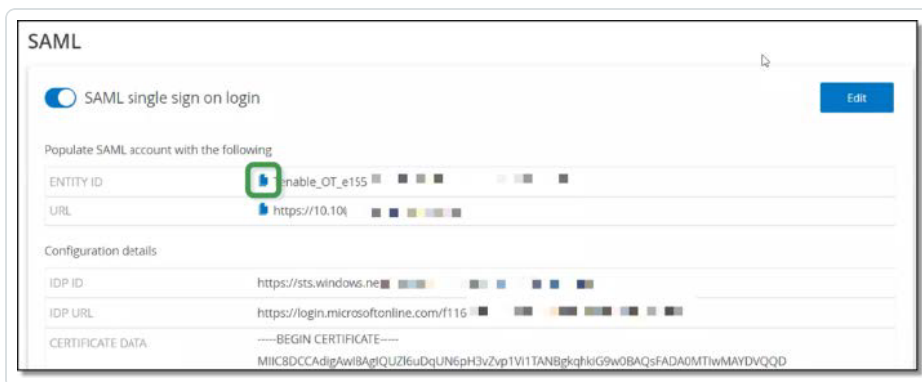 SAML
SAML single sign on login
Edit
Populate SAML account with the following
ENTITY ID Tenable_OT_e155
URL https://10.10
Configuration details
IDP ID https://sts.windows.ne
IDP URL https://login.microsoftonline.com/f116
CERTIFICATE DATA -----BEGIN CERTIFICATE-----
MIIC8DCCAdigAwIBAgIQUZl6uDqUN6pH3vZvp1Vi1TANBgkqhkiG9w0BAQsFADA0MTIwMAYDVQQD